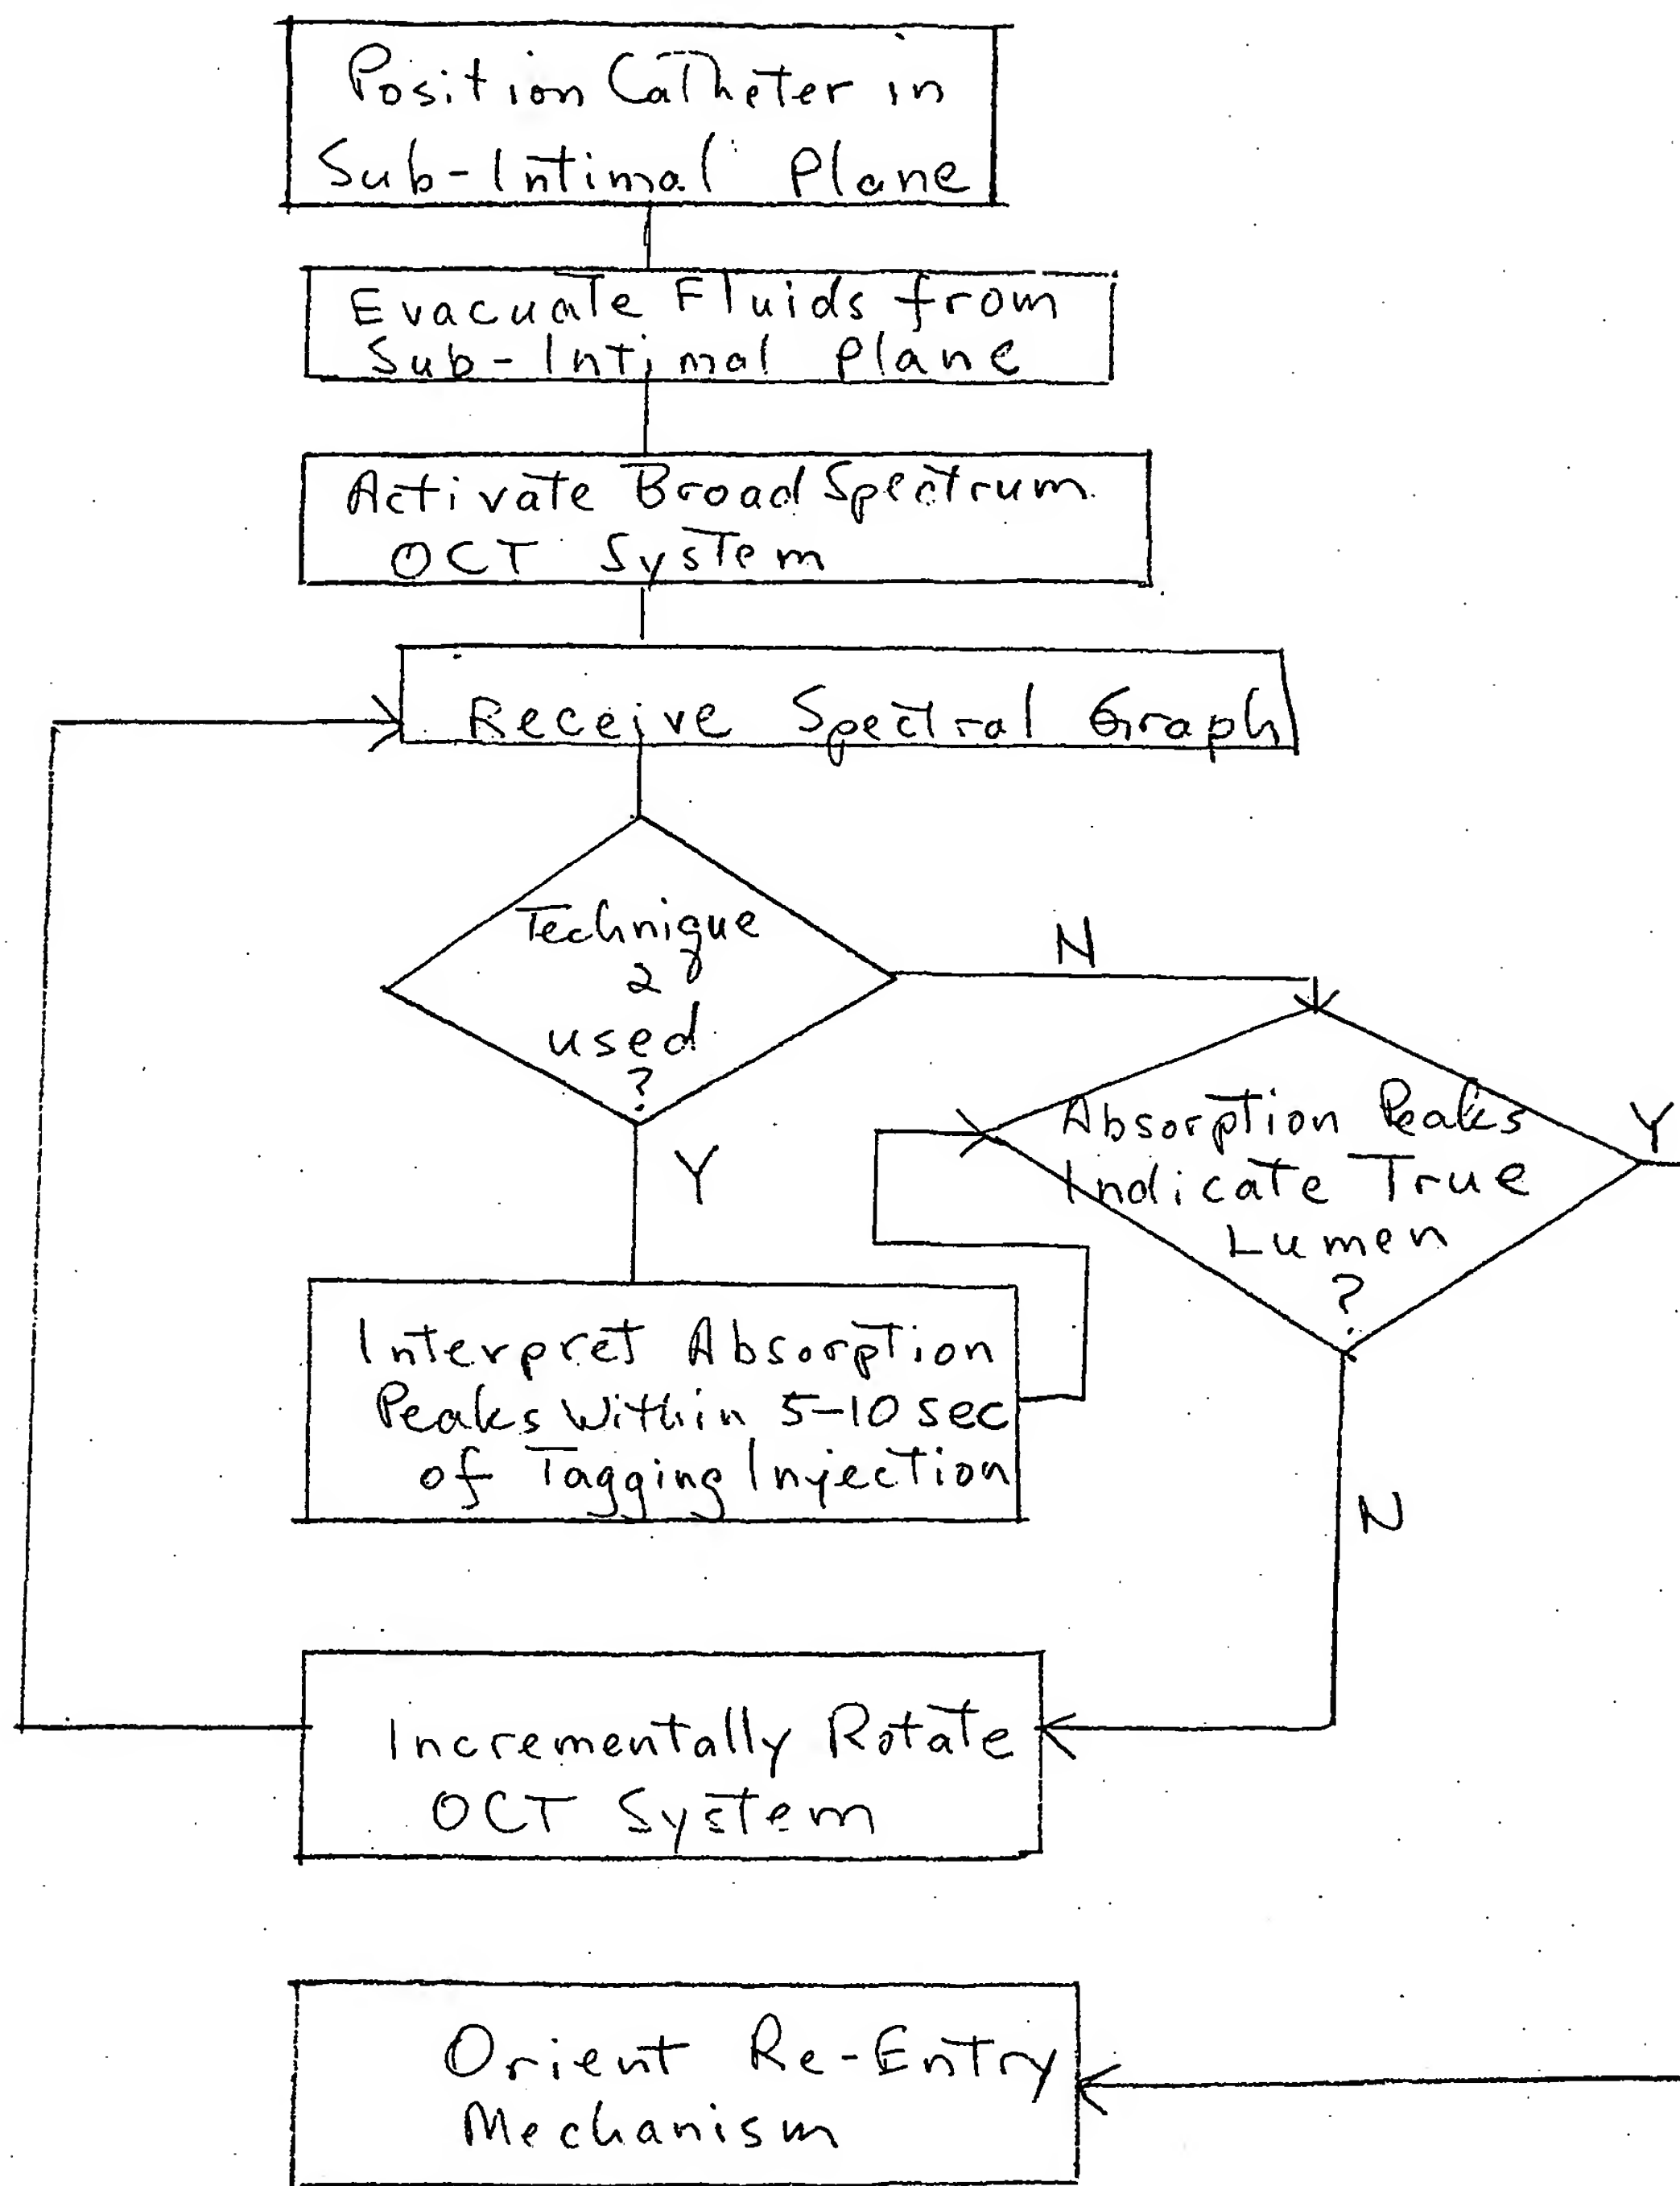 Position Catheter in
Sub-Intimal Plane
Evacuate Fluids from
Sub-Intimal Plane
Activate Broad Spectrum
OCT System
Receive Spectral Graph
Technique
2
used
?
N
Y
Absorption Peaks
Indicate True
Lumen
?
Y
N
Interpret Absorption
Peaks Within 5-10 sec
of Tagging Injection
Incrementally Rotate
OCT System
Orient Re-Entry
Mechanism